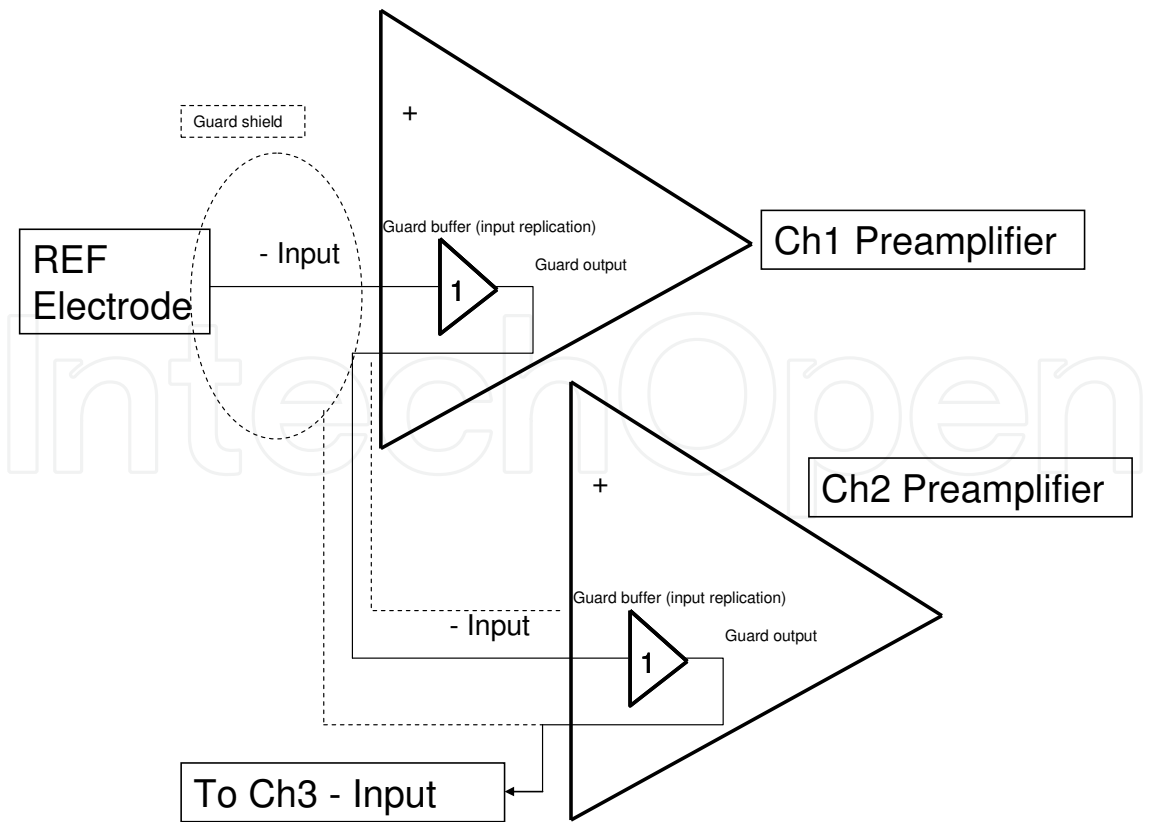 +
Guard shield
Guard buffer (input replication)
REF
Electrode
- Input
Guard output
1
Ch1 Preamplifier
IntechOpen
+
Ch2 Preamplifier
Guard buffer (input replication)
- Input
Guard output
1
To Ch3 - Input